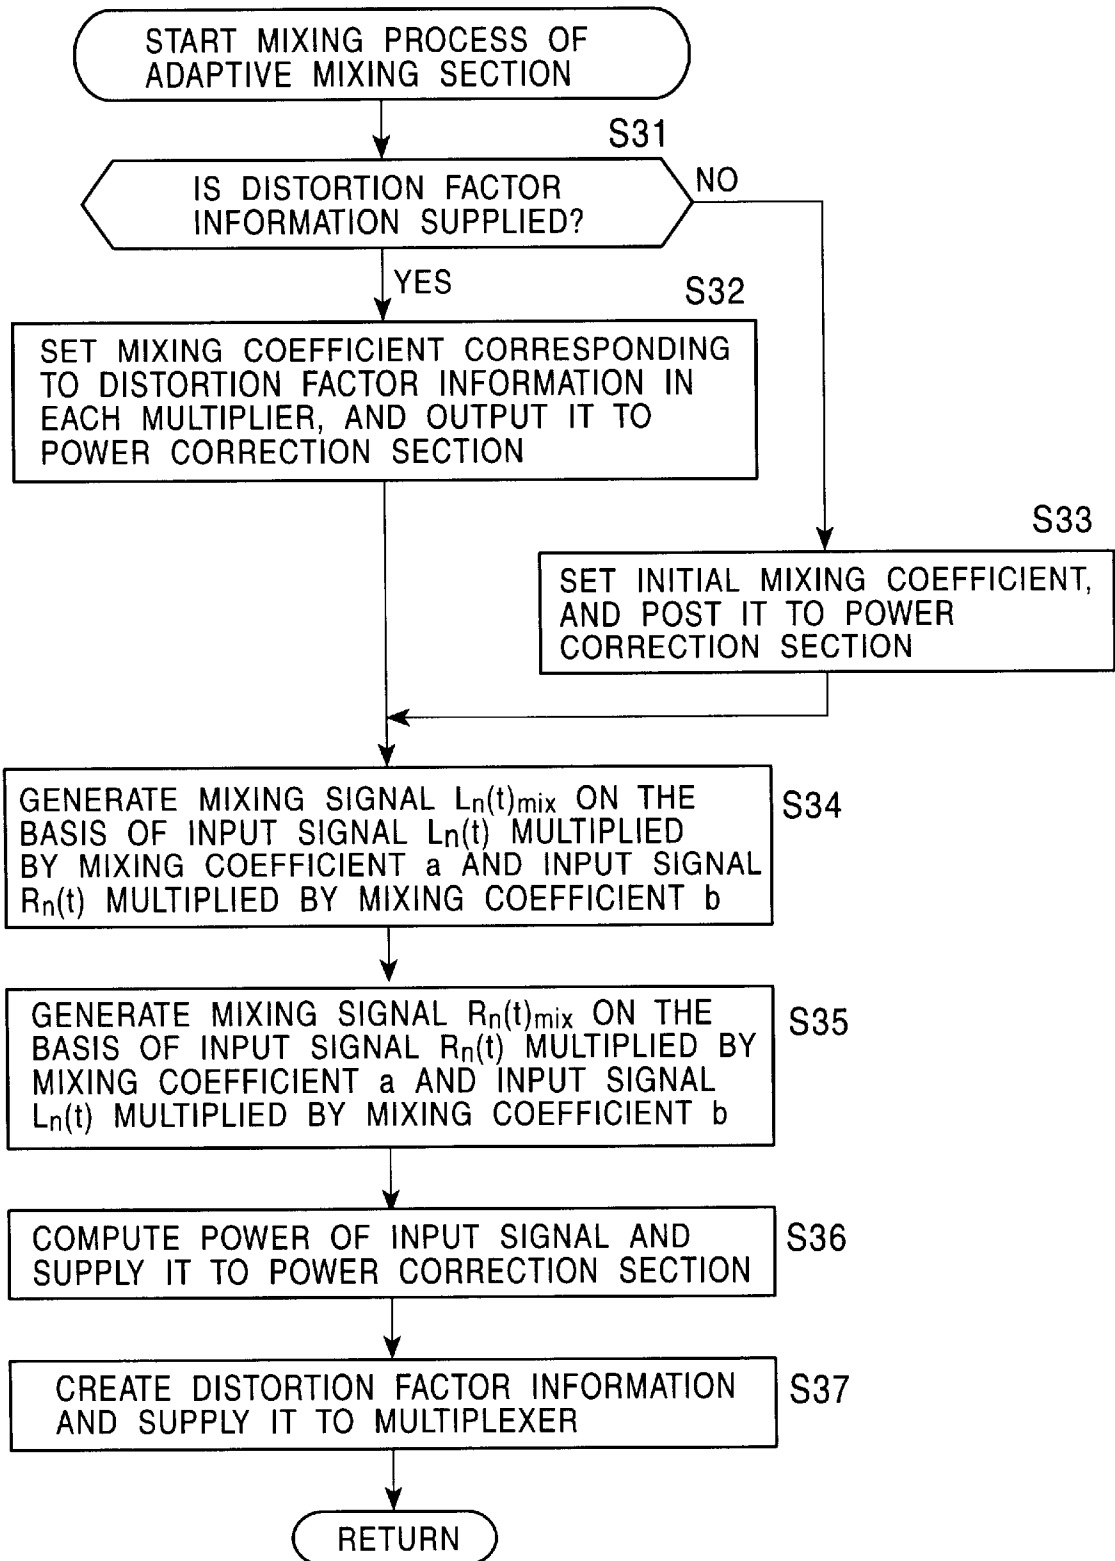 START MIXING PROCESS OF
ADAPTIVE MIXING SECTION
S31
IS DISTORTION FACTOR
INFORMATION SUPPLIED?
NO
YES
S32
SET MIXING COEFFICIENT CORRESPONDING
TO DISTORTION FACTOR INFORMATION IN
EACH MULTIPLIER, AND OUTPUT IT TO
POWER CORRECTION SECTION
S33
SET INITIAL MIXING COEFFICIENT,
AND POST IT TO POWER
CORRECTION SECTION
S34
GENERATE MIXING SIGNAL Ln(t)mix ON THE
BASIS OF INPUT SIGNAL Ln(t) MULTIPLIED
BY MIXING COEFFICIENT a AND INPUT SIGNAL
Rn(t) MULTIPLIED BY MIXING COEFFICIENT b
S35
GENERATE MIXING SIGNAL Rn(t)mix ON THE
BASIS OF INPUT SIGNAL Rn(t) MULTIPLIED BY
MIXING COEFFICIENT a AND INPUT SIGNAL
Ln(t) MULTIPLIED BY MIXING COEFFICIENT b
S36
COMPUTE POWER OF INPUT SIGNAL AND
SUPPLY IT TO POWER CORRECTION SECTION
S37
CREATE DISTORTION FACTOR INFORMATION
AND SUPPLY IT TO MULTIPLEXER
RETURN